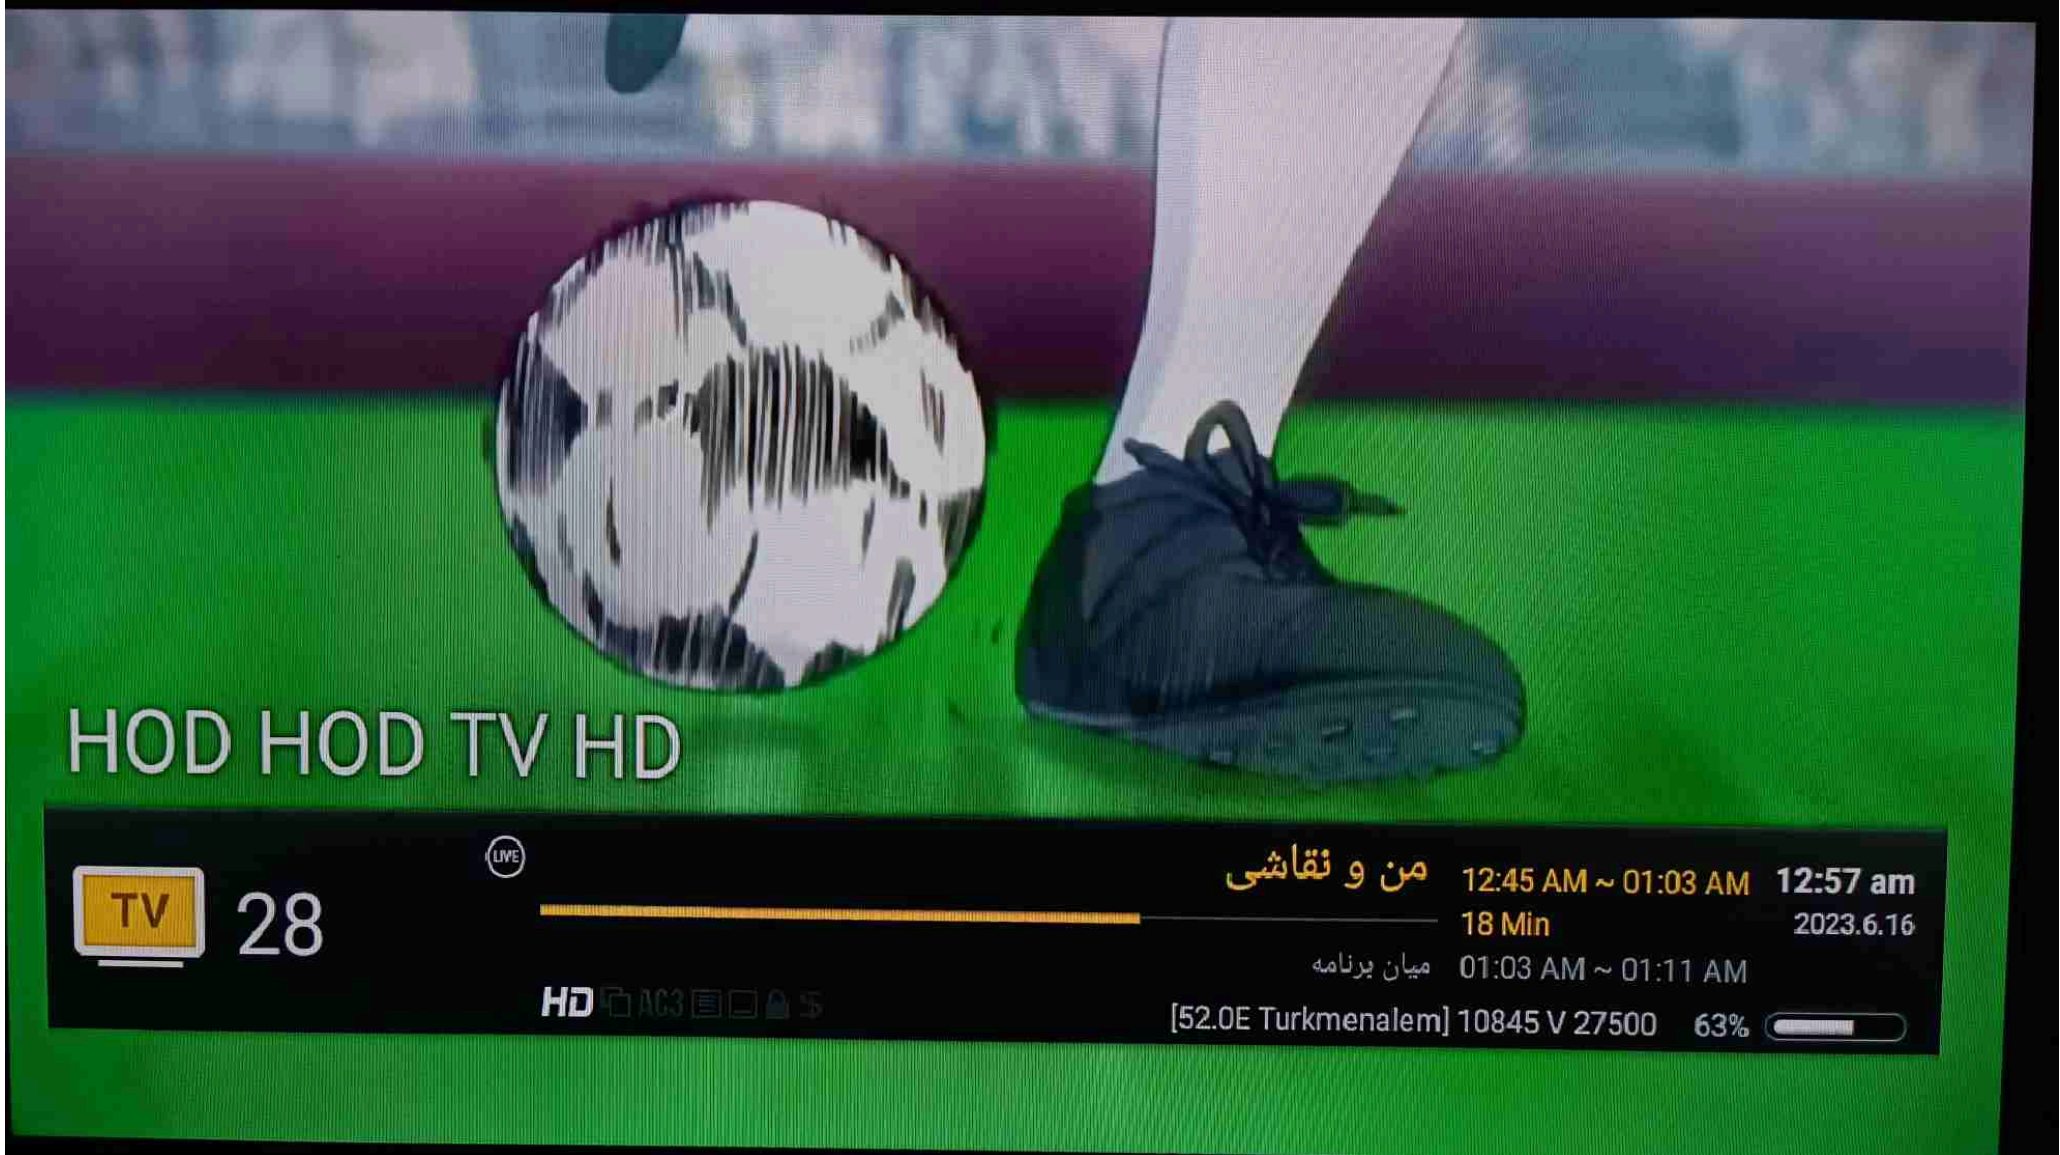 HOD HOD TV HD
LIVE
من و نقاشی 12:45 AM ~ 01:03 AM 12:57 am
TV 28
18 Min 2023.6.16
میان برنامه 01:03 AM ~ 01:11 AM
HD AC3 $
[52.0E Turkmenalem] 10845 V 27500 63%